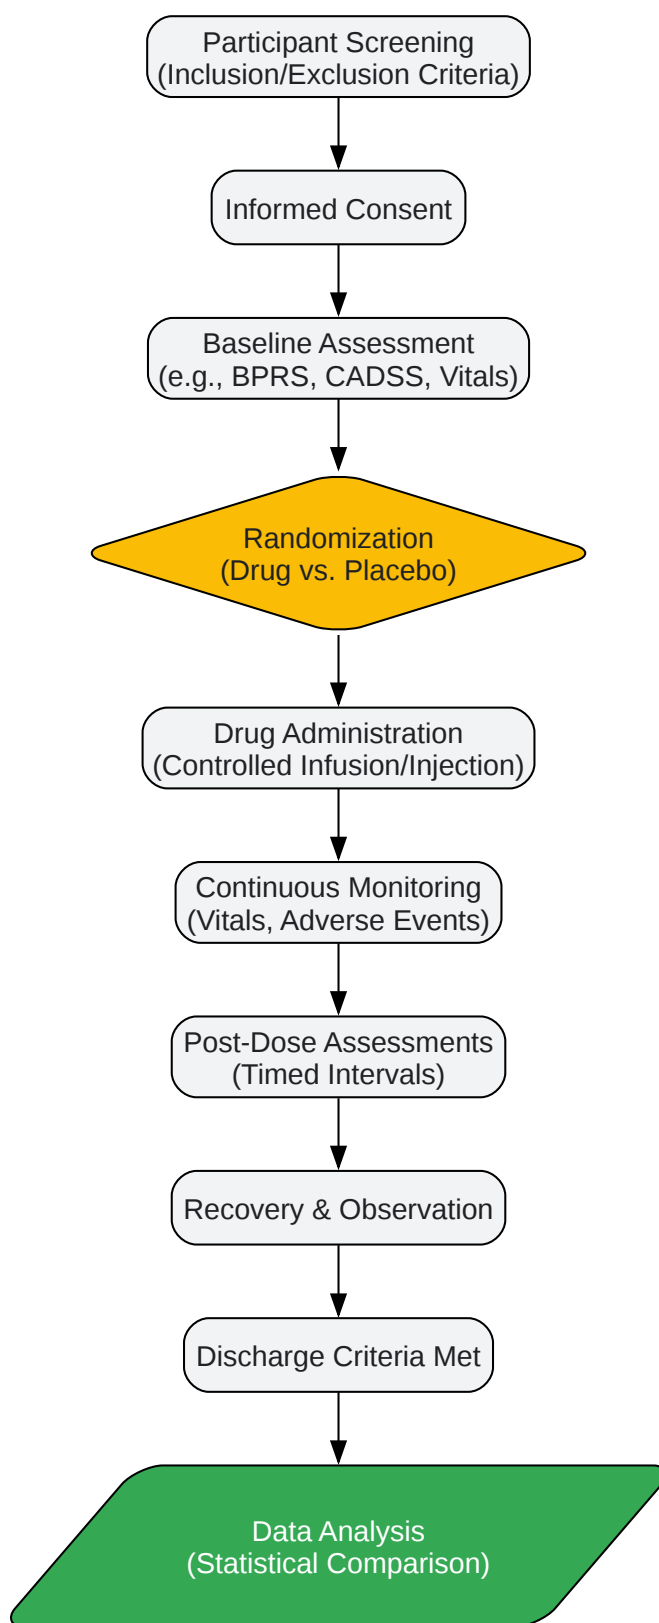 Participant Screening
(Inclusion/Exclusion Criteria)
Informed Consent
Baseline Assessment
(e.g., BPRS, CADSS, Vitals)
Randomization
(Drug vs. Placebo)
Drug Administration
(Controlled Infusion/Injection)
Continuous Monitoring
(Vitals, Adverse Events)
Post-Dose Assessments
(Timed Intervals)
Recovery & Observation
Discharge Criteria Met
Data Analysis
(Statistical Comparison)